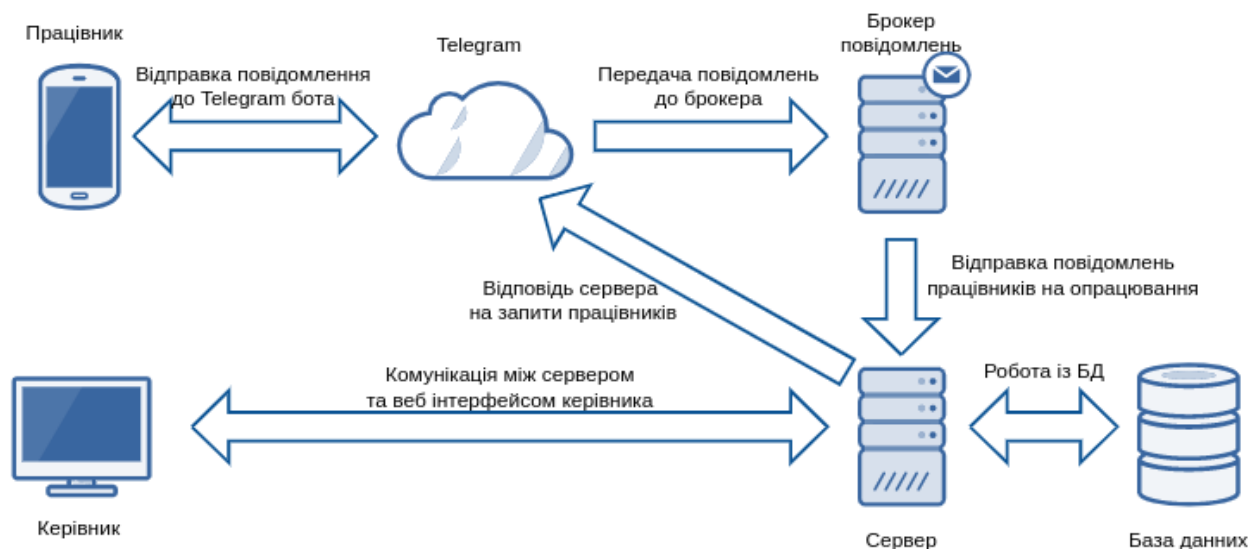 Працівник
Відправка повідомлення
до Telegram бота
Telegram
Передача повідомлень
до брокера
Брокер
повідомлень
Відповідь сервера
на запити працівників
Відправка повідомлень
працівників на опрацювання
Комунікація між сервером
та веб інтерфейсом керівника
Робота із БД
Керівник
Сервер
База данних